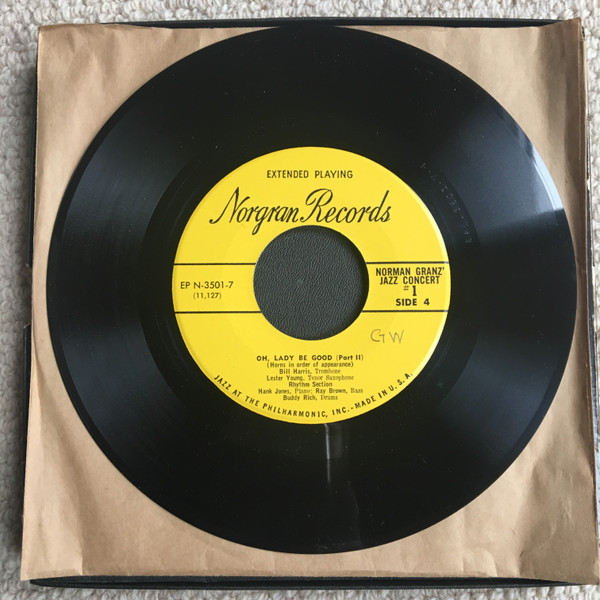 EXTENDED PLAYING
Norgran Records
EP N-3501-7
(11,127)
NORMAN GRANZ'
JAZZ CONCERT
#1
SIDE 4
GW
OH, LADY BE GOOD (Part II)
(Horns in order of appearance)
Bill Harris, Trombone
Lester Young, Tenor Saxophone
Rhythm Section
Hank Jones, Piano; Ray Brown, Bass
Buddy Rich, Drums
JAZZ AT THE PHILHARMONIC, INC.-MADE IN U.S.A.